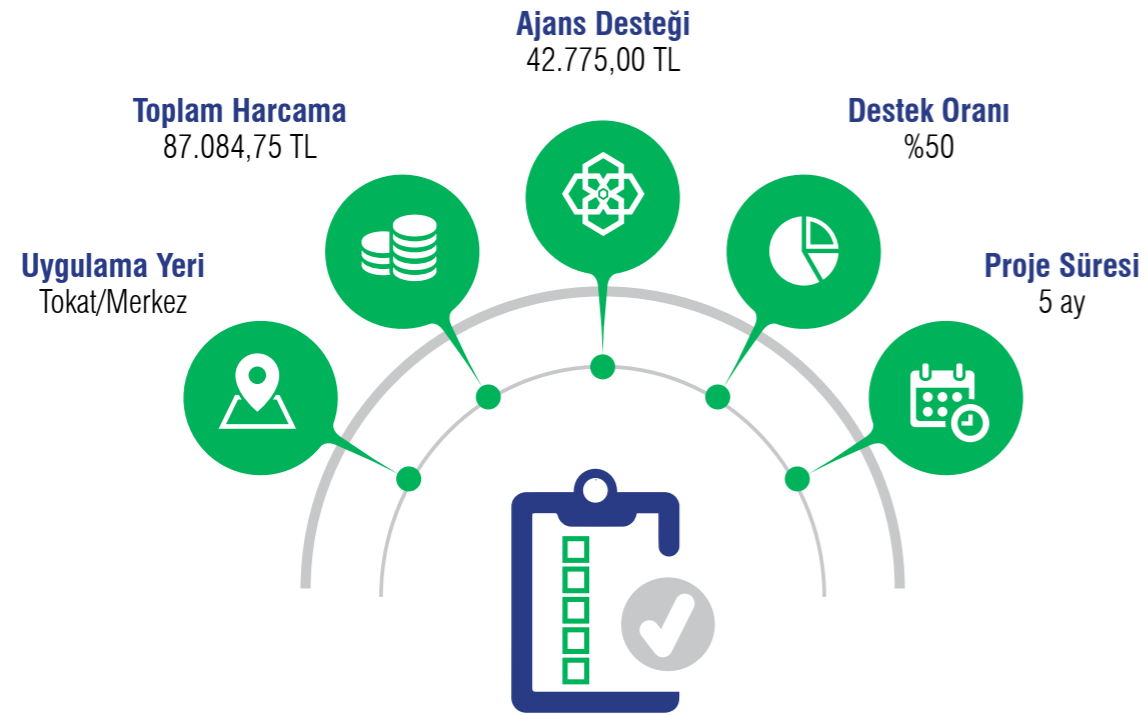 Ajans Desteği
42.775,00 TL
Toplam Harcama
87.084,75 TL
Destek Oranı
%50
Uygulama Yeri
Tokat/Merkez
Proje Süresi
5 ay